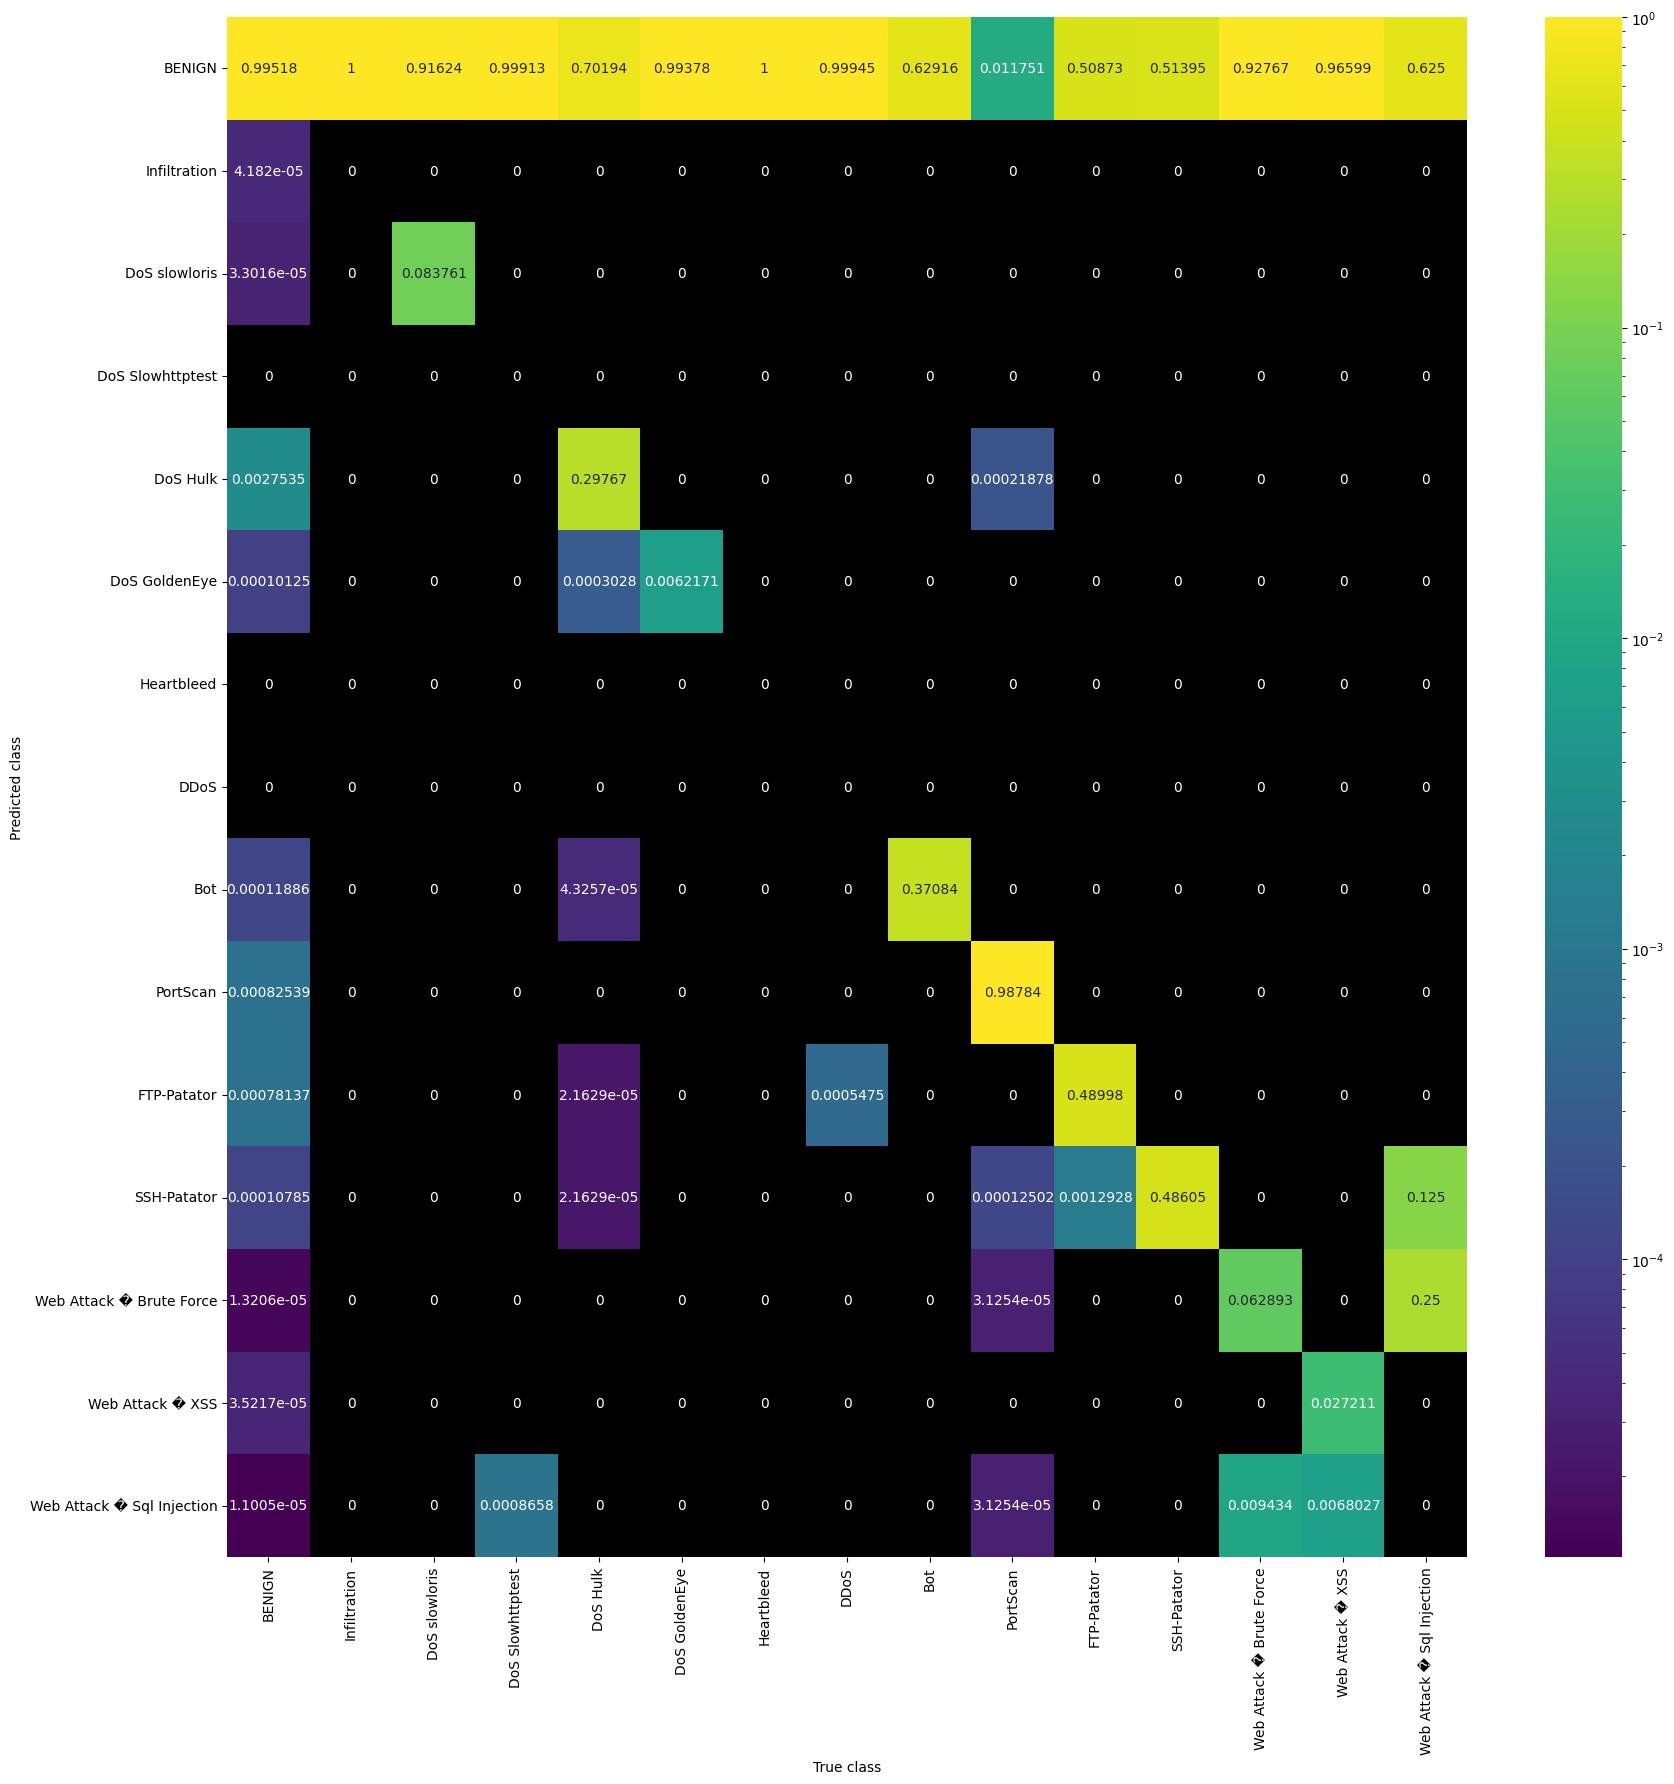 BENIGN 0.99518 1 0.91624 0.99913 0.70194 0.99378 1 0.99945 0.62916 0.011751 0.50873 0.51395 0.92767 0.96599 0.625
Infiltration 4.182e-05 0 0 0 0 0 0 0 0 0 0 0 0 0 0
DoS slowloris 3.3016e-05 0 0.083761 0 0 0 0 0 0 0 0 0 0 0 0
DoS Slowhttptest 0 0 0 0 0 0 0 0 0 0 0 0 0 0 0
DoS Hulk 0.0027535 0 0 0 0.29767 0 0 0 0 0.00021878 0 0 0 0 0
DoS GoldenEye 0.00010125 0 0 0 0.0003028 0.0062171 0 0 0 0 0 0 0 0 0
Heartbleed 0 0 0 0 0 0 0 0 0 0 0 0 0 0 0
DDoS 0 0 0 0 0 0 0 0 0 0 0 0 0 0 0
Bot 0.00011886 0 0 0 4.3257e-05 0 0 0 0.37084 0 0 0 0 0 0
PortScan 0.00082539 0 0 0 0 0 0 0 0 0.98784 0 0 0 0 0
FTP-Patator 0.00078137 0 0 0 2.1629e-05 0 0 0.0005475 0 0 0.48998 0 0 0 0
SSH-Patator 0.00010785 0 0 0 2.1629e-05 0 0 0 0 0.00012502 0.0012928 0.48605 0 0 0.125
Web Attack � Brute Force 1.3206e-05 0 0 0 0 0 0 0 0 3.1254e-05 0 0 0.062893 0 0.25
Web Attack � XSS 3.5217e-05 0 0 0 0 0 0 0 0 0 0 0 0 0.027211 0
Web Attack � Sql Injection 1.1005e-05 0 0 0.0008658 0 0 0 0 0 3.1254e-05 0 0 0.009434 0.0068027 0
Predicted class
BENIGN
Infiltration
DoS slowloris
DoS Slowhttptest
DoS Hulk
DoS GoldenEye
Heartbleed
DDoS
Bot
PortScan
FTP-Patator
SSH-Patator
Web Attack � Brute Force
Web Attack � XSS
Web Attack � Sql Injection
True class
10⁰
10⁻¹
10⁻²
10⁻³
10⁻⁴